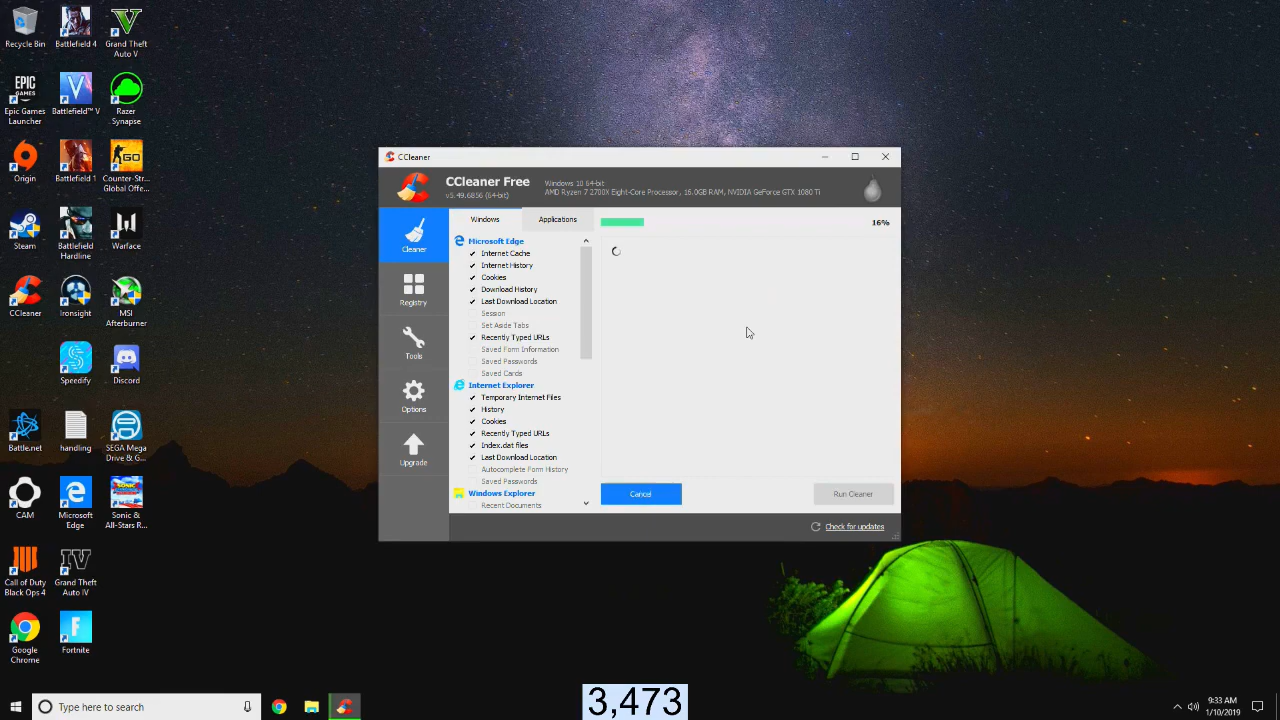 Recycle Bin
Battlefield 4
Grand Theft
Auto V
EPIC
GAMES
Epic Games
Launcher
Battlefield™ V
Razer
Synapse
Origin
Battlefield 1
GO
Counter-Str...
Global Offe...
Steam
Battlefield
Hardline
Warface
CCleaner
Ironsight
MSI
Afterburner
Speedify
Discord
Battle.net
handling
SEGA Mega
Drive & G...
CAM
Microsoft
Edge
Sonic &
All-Stars R...
Call of Duty
Black Ops 4
IV
Grand Theft
Auto IV
Google
Chrome
Fortnite
CCleaner
CCleaner Free
v5.49.6856 (64-bit)
Windows 10 64-bit
AMD Ryzen 7 2700X Eight-Core Processor, 16.0GB RAM, NVIDIA GeForce GTX 1080 Ti
Cleaner
Registry
Tools
Options
Upgrade
Windows
Applications
16%
Microsoft Edge
Internet Cache
Internet History
Cookies
Download History
Last Download Location
Session
Set Aside Tabs
Recently Typed URLs
Saved Form Information
Saved Passwords
Saved Cards
Internet Explorer
Temporary Internet Files
History
Cookies
Recently Typed URLs
Index.dat files
Last Download Location
Autocomplete Form History
Saved Passwords
Windows Explorer
Recent Documents
Cancel
Run Cleaner
Check for updates
Type here to search
3,473
9:33 AM
1/10/2019